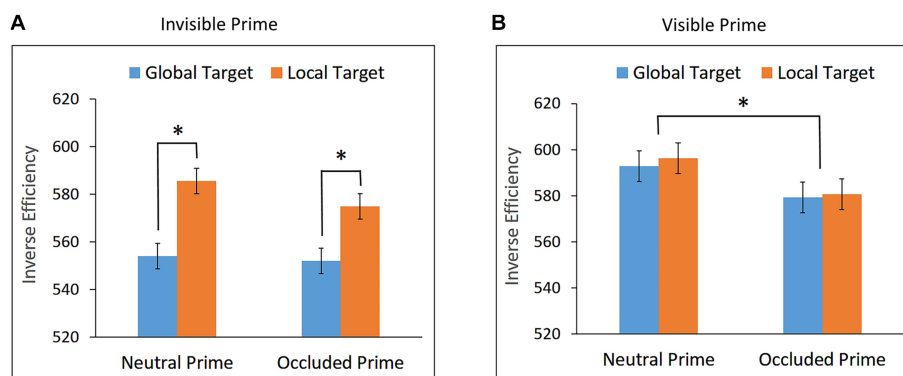 A
Invisible Prime
Global Target Local Target
620
600
580
560
540
520
Inverse Efficiency
*
*
Neutral Prime Occluded Prime
B
Visible Prime
Global Target Local Target
620
600
580
560
540
520
Inverse Efficiency
*
Neutral Prime Occluded Prime